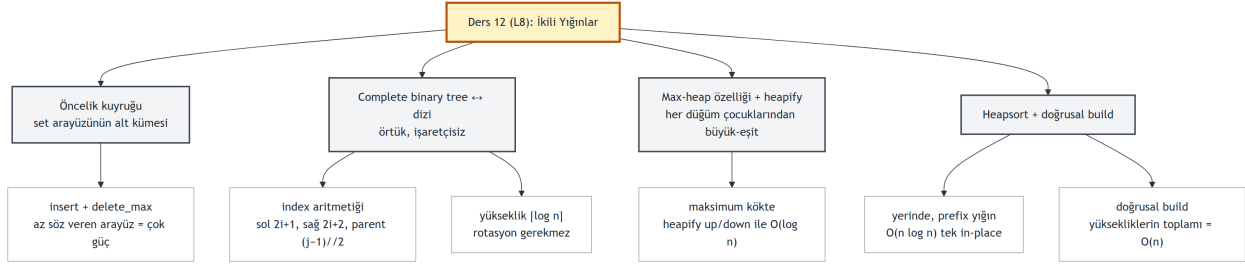 Ders 12 (L8): İkili Yığınlar
Öncelik kuyruğu
set arayüzünün alt kümesi
Complete binary tree ↔
dizi
örtük, işaretçisiz
Max-heap özelliği + heapify
her düğüm çocuklarından
büyük-eşit
Heapsort + doğrusal build
insert + delete_max
az söz veren arayüz = çok
güç
index aritmetiği
sol 2i+1, sağ 2i+2, parent
(j−1)//2
yükseklik ⌈log n⌉
rotasyon gerekmez
maksimum kökte
heapify up/down ile O(log
n)
yerinde, prefix yığın
O(n log n) tek in-place
doğrusal build
yüksekliklerin toplamı =
O(n)